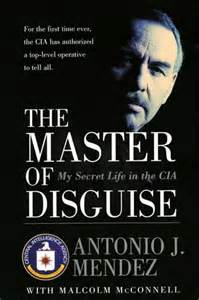 For the first time ever,
the CIA has authorized
a top-level operative
to tell all.
THE
MASTER
OF My Secret Life in the CIA
DISGUISE
ANTONIO J.
MENDEZ
WITH MALCOLM McCONNELL